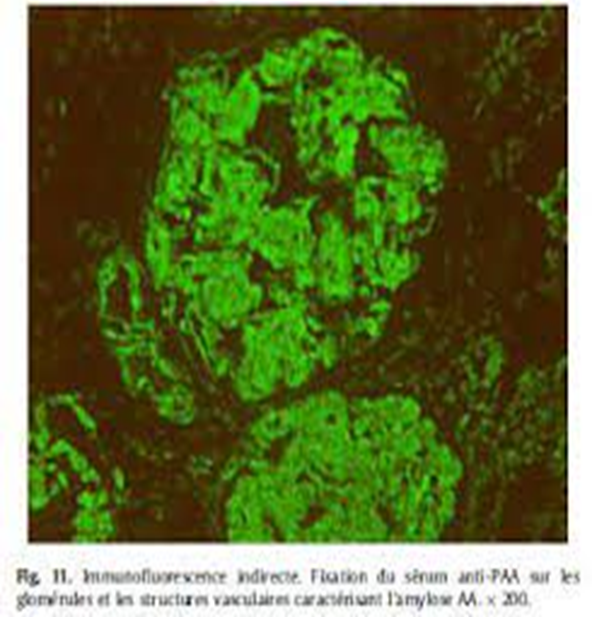 Fig. 11. Immunofluorescence indirecte. Fixation du sérum anti-PAA sur les
glomérules et les structures vasculaires caractérisant l'amylose AA. × 200.